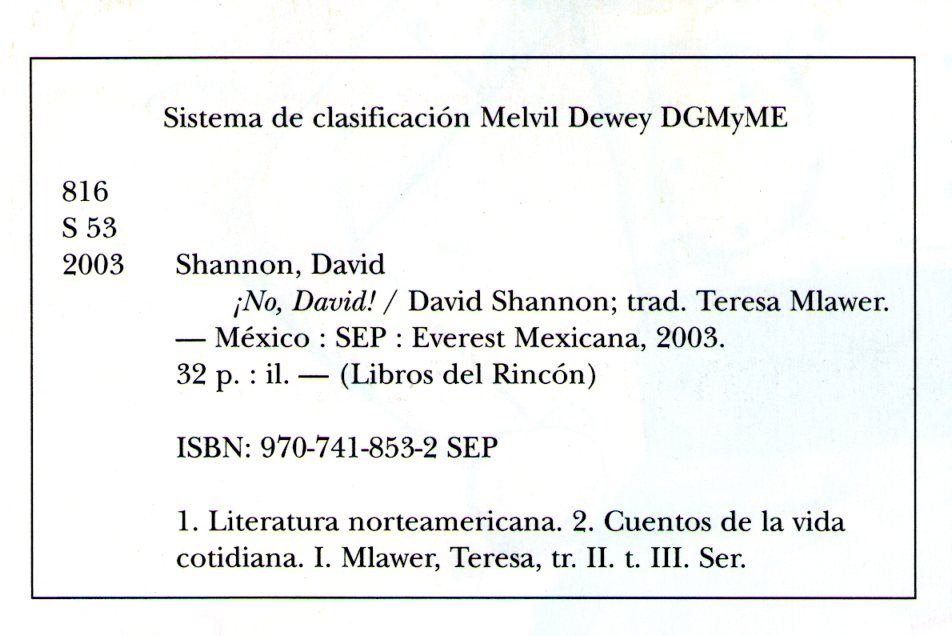 Sistema de clasificación Melvil Dewey DGMyME
816
S 53
2003 Shannon, David
¡No, David! / David Shannon; trad. Teresa Mlawer.
— México : SEP : Everest Mexicana, 2003.
32 p. : il. — (Libros del Rincón)
ISBN: 970-741-853-2 SEP
1. Literatura norteamericana. 2. Cuentos de la vida
cotidiana. I. Mlawer, Teresa, tr. II. t. III. Ser.